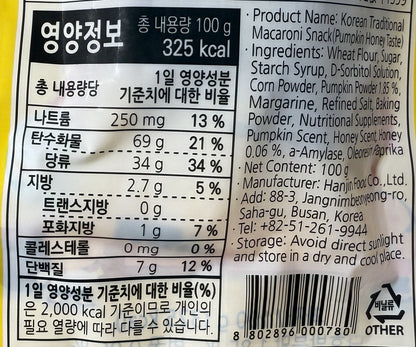 영양정보 총 내용량 100 g
325 kcal
총 내용량당 1일 영양성분
기준치에 대한 비율
나트륨 250 mg 13 %
탄수화물 69 g 21 %
당류 34 g 34 %
지방 2.7 g 5 %
트랜스지방 0 g
포화지방 1 g 7 %
콜레스테롤 0 mg 0 %
단백질 7 g 12 %
1일 영양성분 기준치에 대한 비율(%)
은 2,000 kcal 기준이므로 개인의
필요 열량에 따라 다를 수 있습니다.
· Product Name: Korean Traditional
Macaroni Snack(Pumpkin Honey Taste)
· Ingredients: Wheat Flour, Sugar,
Starch Syrup, D-Sorbitol Solution,
Corn Powder, Pumpkin Powder 1.85 %,
Margarine, Refined Salt, Baking
Powder, Nutritional Supplements,
Pumpkin Scent, Honey Scent, Honey
0.06 %, a-Amylase, Oleoresin Paprika
· Net Content: 100 g
· Manufacturer: Hanjin Food Co., Ltd.
· Add: 88-3, Jangnimbeonyeong-ro,
Saha-gu, Busan, Korea
· Tel: +82-51-261-9944
· Storage: Avoid direct sunlight
and store in a dry and cool place.
8 802896 000780
비닐류
OTHER